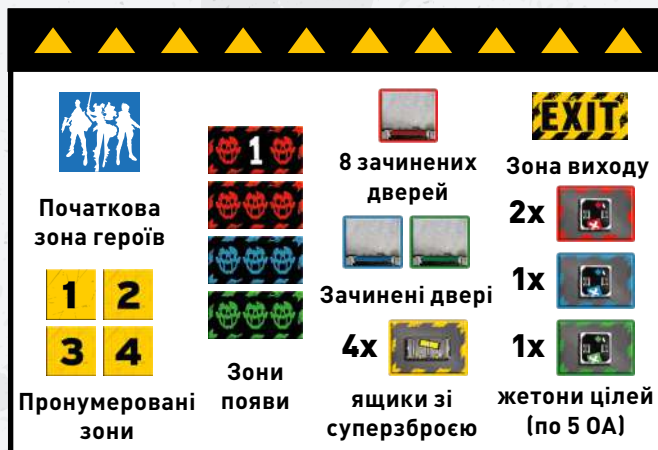 Початкова
зона героїв
1 2
3 4
Пронумеровані
зони
1
Зони
появи
8 зачинених
дверей
Зачинені двері
4x
ящики зі
суперзброєю
EXIT
Зона виходу
2x
1x
1x
жетони цілей
(по 5 ОА)